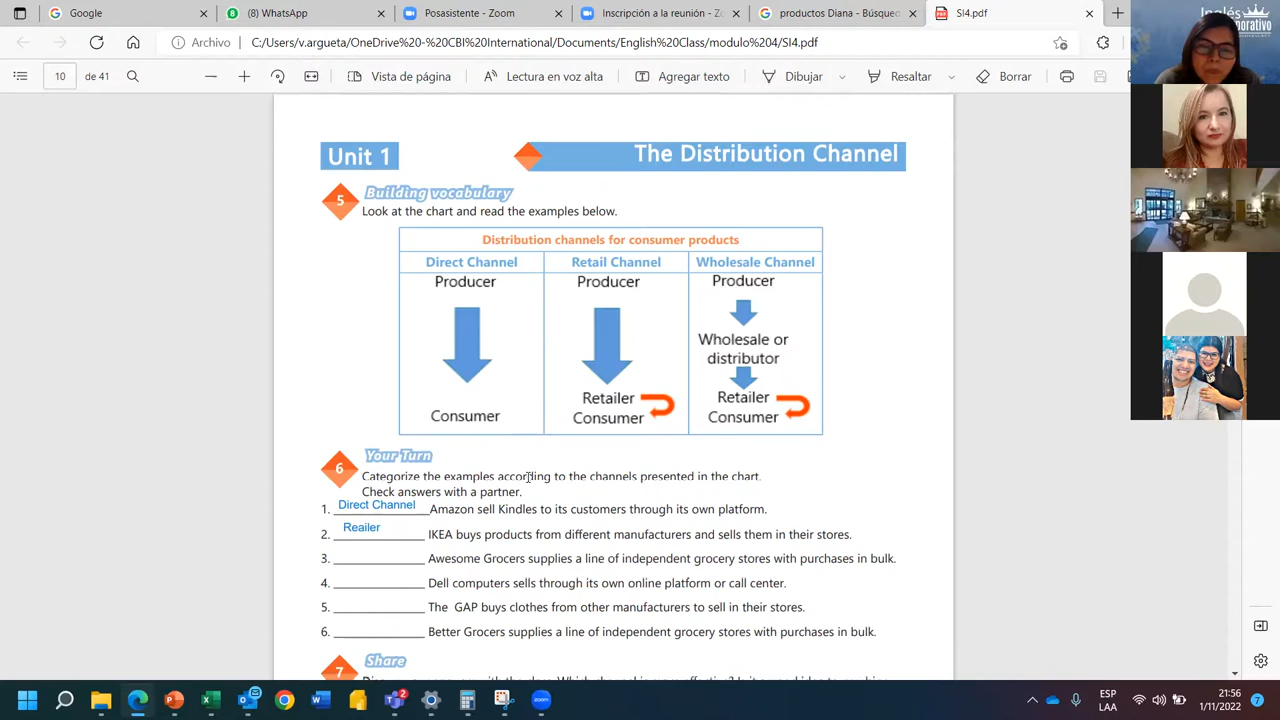 Google
(8) WhatsApp
Posasistente - Zoom
Inscripción a la reunión - Zo
productos Diana - Búsqued
SI4.pdf
Inglés
Archivo
C:/Users/v.argueta/OneDrive%20-%20CBI%20International/Documents/English%20Class/modulo%204/SI4.pdf
10 de 41
Vista de página
Lectura en voz alta
Agregar texto
Dibujar
Resaltar
Borrar
Unit 1
The Distribution Channel
5 Building vocabulary
Look at the chart and read the examples below.
Distribution channels for consumer products
Direct Channel Retail Channel Wholesale Channel
Producer Producer Producer
Wholesale or
distributor
Retailer Retailer
Consumer Consumer Consumer
6 Your Turn
Categorize the examples according to the channels presented in the chart.
Check answers with a partner.
1. Direct Channel Amazon sell Kindles to its customers through its own platform.
2. Reailer IKEA buys products from different manufacturers and sells them in their stores.
3. ______________ Awesome Grocers supplies a line of independent grocery stores with purchases in bulk.
4. ______________ Dell computers sells through its own online platform or call center.
5. ______________ The GAP buys clothes from other manufacturers to sell in their stores.
6. ______________ Better Grocers supplies a line of independent grocery stores with purchases in bulk.
7 Share
ESP
LAA
21:56
1/11/2022
7